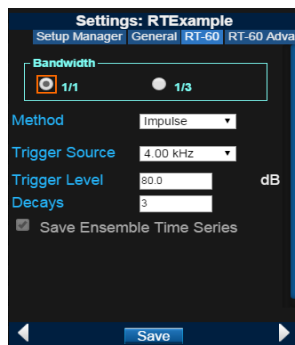 Settings: RTExample
Setup Manager General RT-60 RT-60 Adva
Bandwidth
1/1 1/3
Method Impulse
Trigger Source 4.00 kHz
Trigger Level 80.0 dB
Decays 3
Save Ensemble Time Series
Save